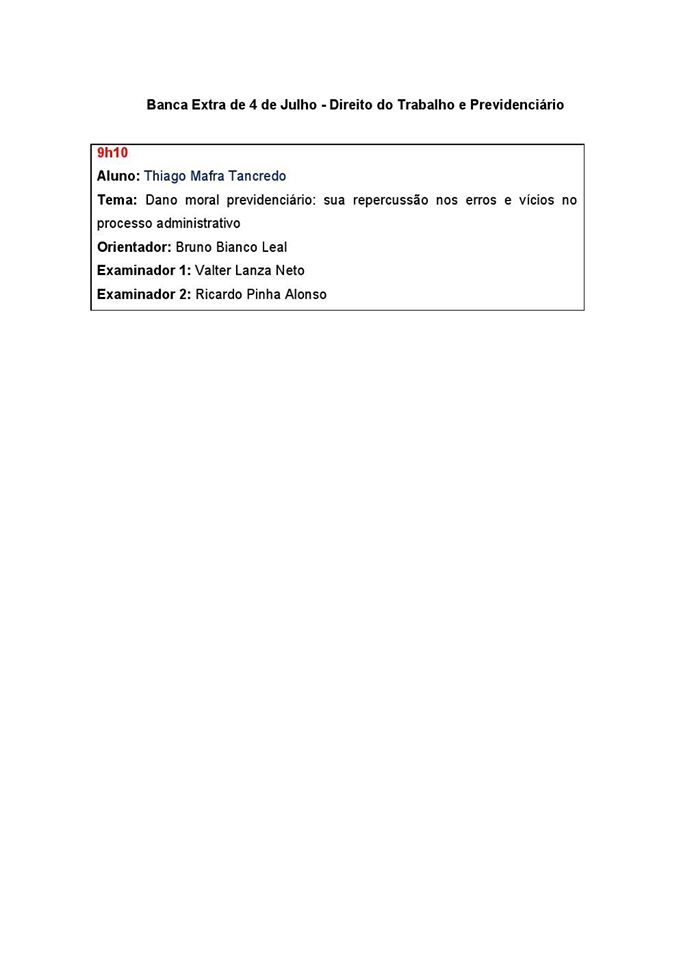 Banca Extra de 4 de Julho - Direito do Trabalho e Previdenciário
9h10
Aluno: Thiago Mafra Tancredo
Tema: Dano moral previdenciário: sua repercussão nos erros e vícios no
processo administrativo
Orientador: Bruno Bianco Leal
Examinador 1: Valter Lanza Neto
Examinador 2: Ricardo Pinha Alonso